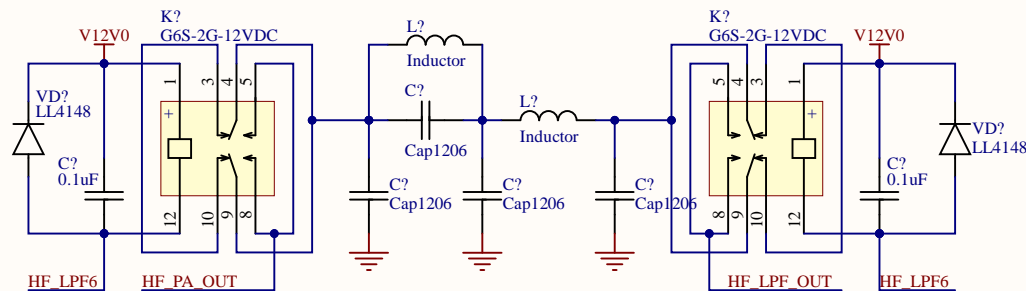 K?
G6S-2G-12VDC
V12V0
VD?
LL4148
C?
0.1uF
1
3
4
5
+
12
10
9
8
HF_LPF6
HF_PA_OUT
L?
Inductor
C?
Cap1206
L?
Inductor
C?
Cap1206
C?
Cap1206
C?
Cap1206
K?
G6S-2G-12VDC
V12V0
5
4
3
1
+
8
9
10
12
VD?
LL4148
C?
0.1uF
HF_LPF_OUT
HF_LPF6